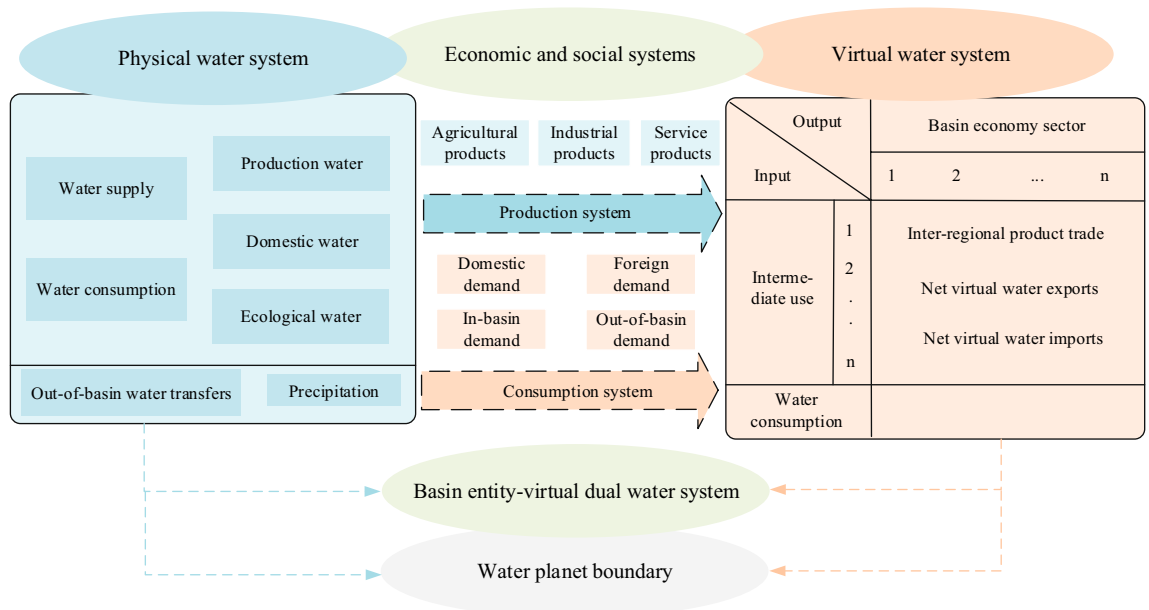 Physical water system
Economic and social systems
Virtual water system
Water supply
Water consumption
Production water
Domestic water
Ecological water
Out-of-basin water transfers
Precipitation
Agricultural
products
Industrial
products
Service
products
Production system
Domestic
demand
Foreign
demand
In-basin
demand
Out-of-basin
demand
Consumption system
Output
Input
Basin economy sector
1 2 ... n
Interme-
diate use
1
2
.
.
n
Inter-regional product trade
Net virtual water exports
Net virtual water imports
Water
consumption
Basin entity-virtual dual water system
Water planet boundary